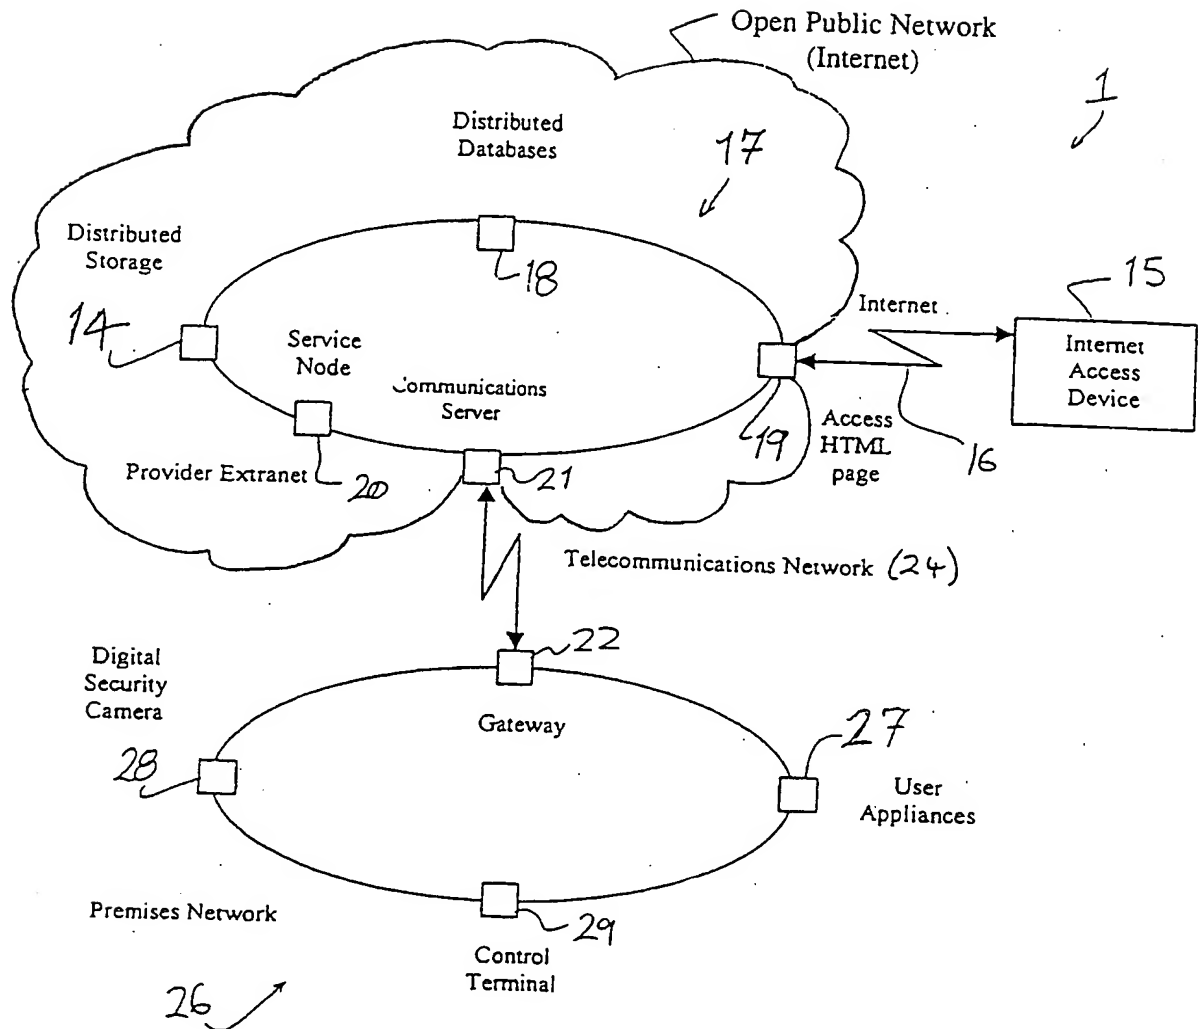 Open Public Network
(Internet)
1
Distributed
Databases
17
Distributed
Storage
18
15
14
Internet
Service
Node
Internet
Access
Device
Communications
Server
19
Access
HTML
page
16
Provider Extranet
20
21
Telecommunications Network (24)
22
Digital
Security
Camera
Gateway
27
28
User
Appliances
Premises Network
29
Control
Terminal
26